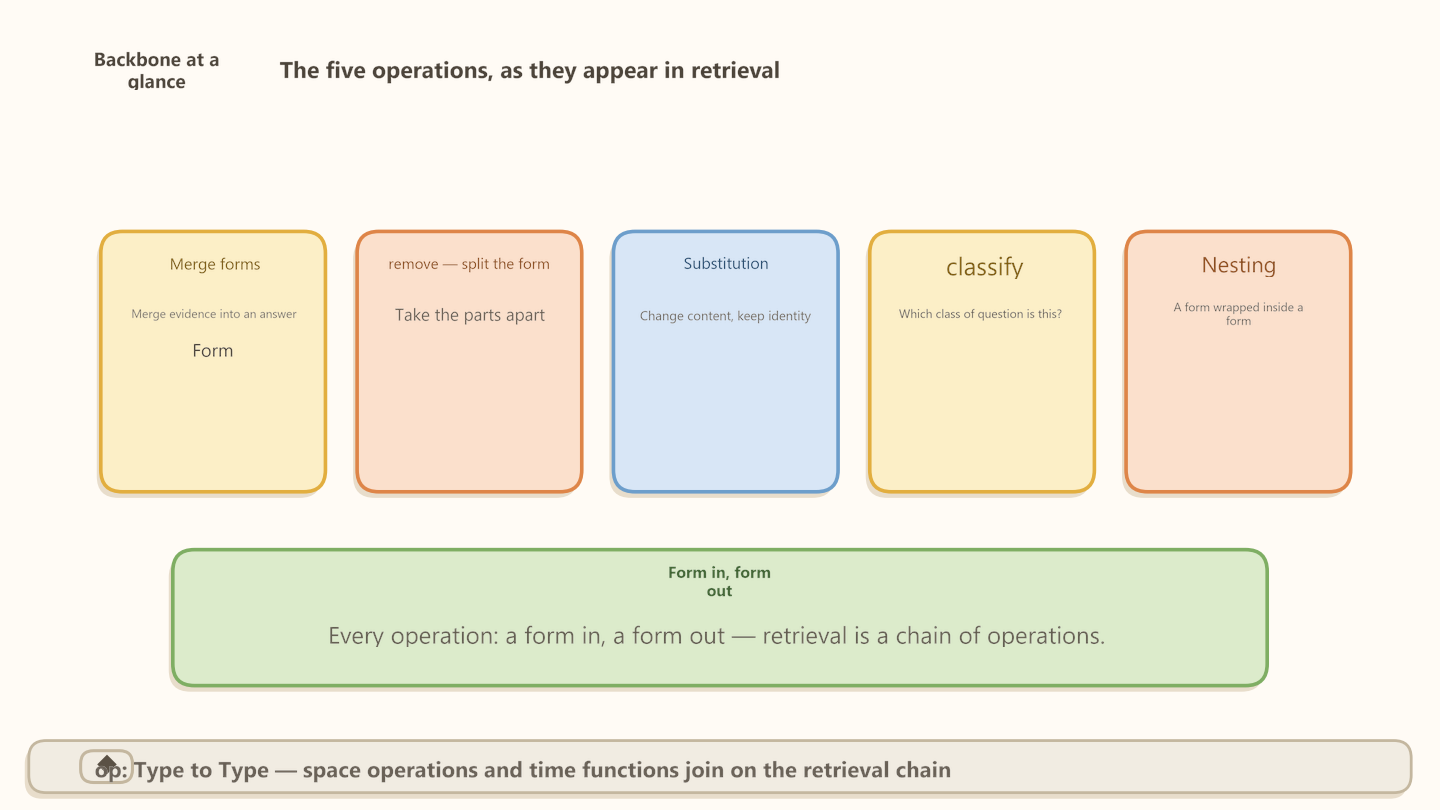 Backbone at a
glance
The five operations, as they appear in retrieval
Merge forms
Merge evidence into an answer
Form
remove — split the form
Take the parts apart
Substitution
Change content, keep identity
classify
Which class of question is this?
Nesting
A form wrapped inside a
form
Form in, form
out
Every operation: a form in, a form out — retrieval is a chain of operations.
op: Type to Type — space operations and time functions join on the retrieval chain